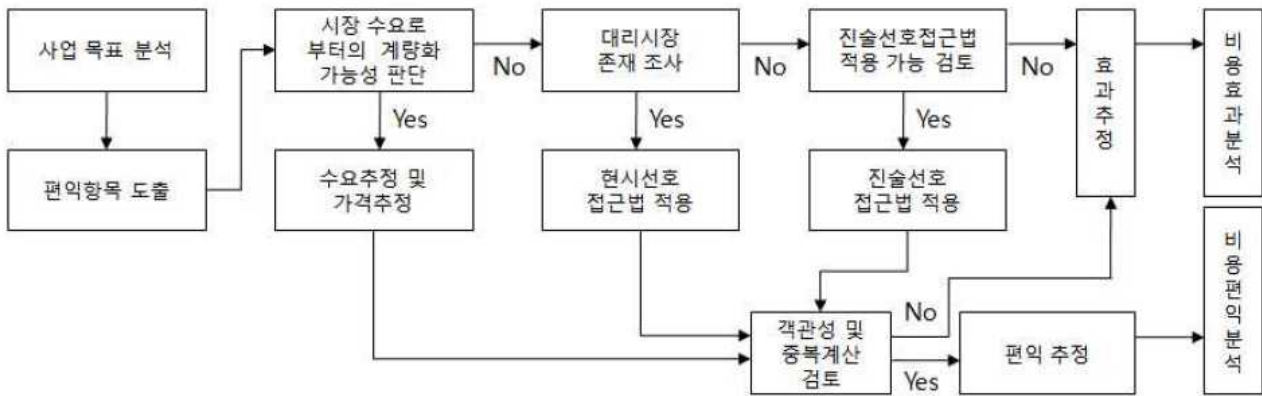 사업 목표 분석
시장 수요로
부터의 계량화
가능성 판단
No
대리시장
존재 조사
No
진술선호접근법
적용 가능 검토
No
효과추정
비용효과분석
Yes
Yes
Yes
편익항목 도출
수요추정 및
가격추정
현시선호
접근법 적용
진술선호
접근법 적용
No
객관성 및
중복계산
검토
Yes
편익 추정
비용편익분석